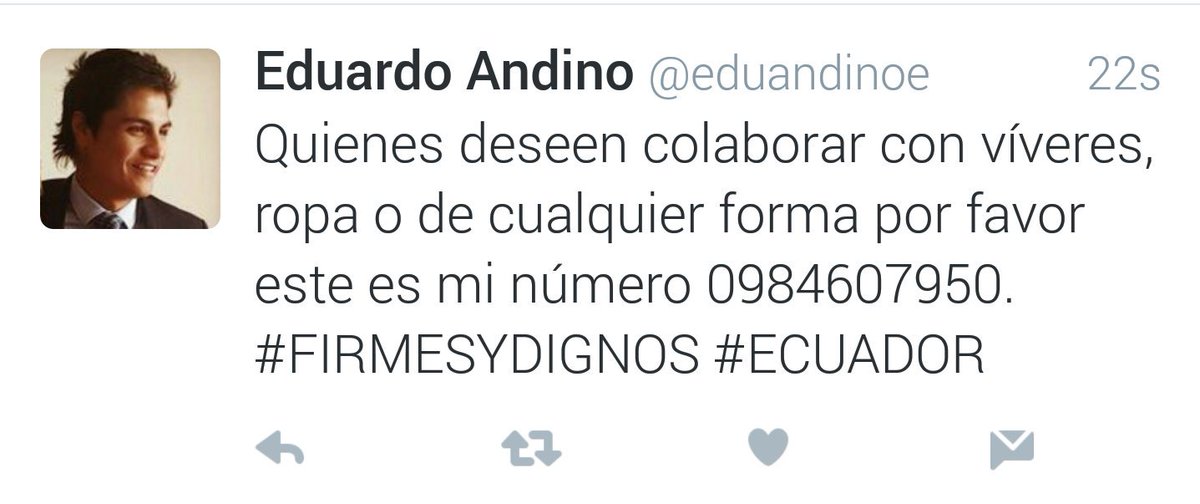 Eduardo Andino @eduandinoe 22s
Quienes deseen colaborar con víveres,
ropa o de cualquier forma por favor
este es mi número 0984607950.
#FIRMESYDIGNOS #ECUADOR